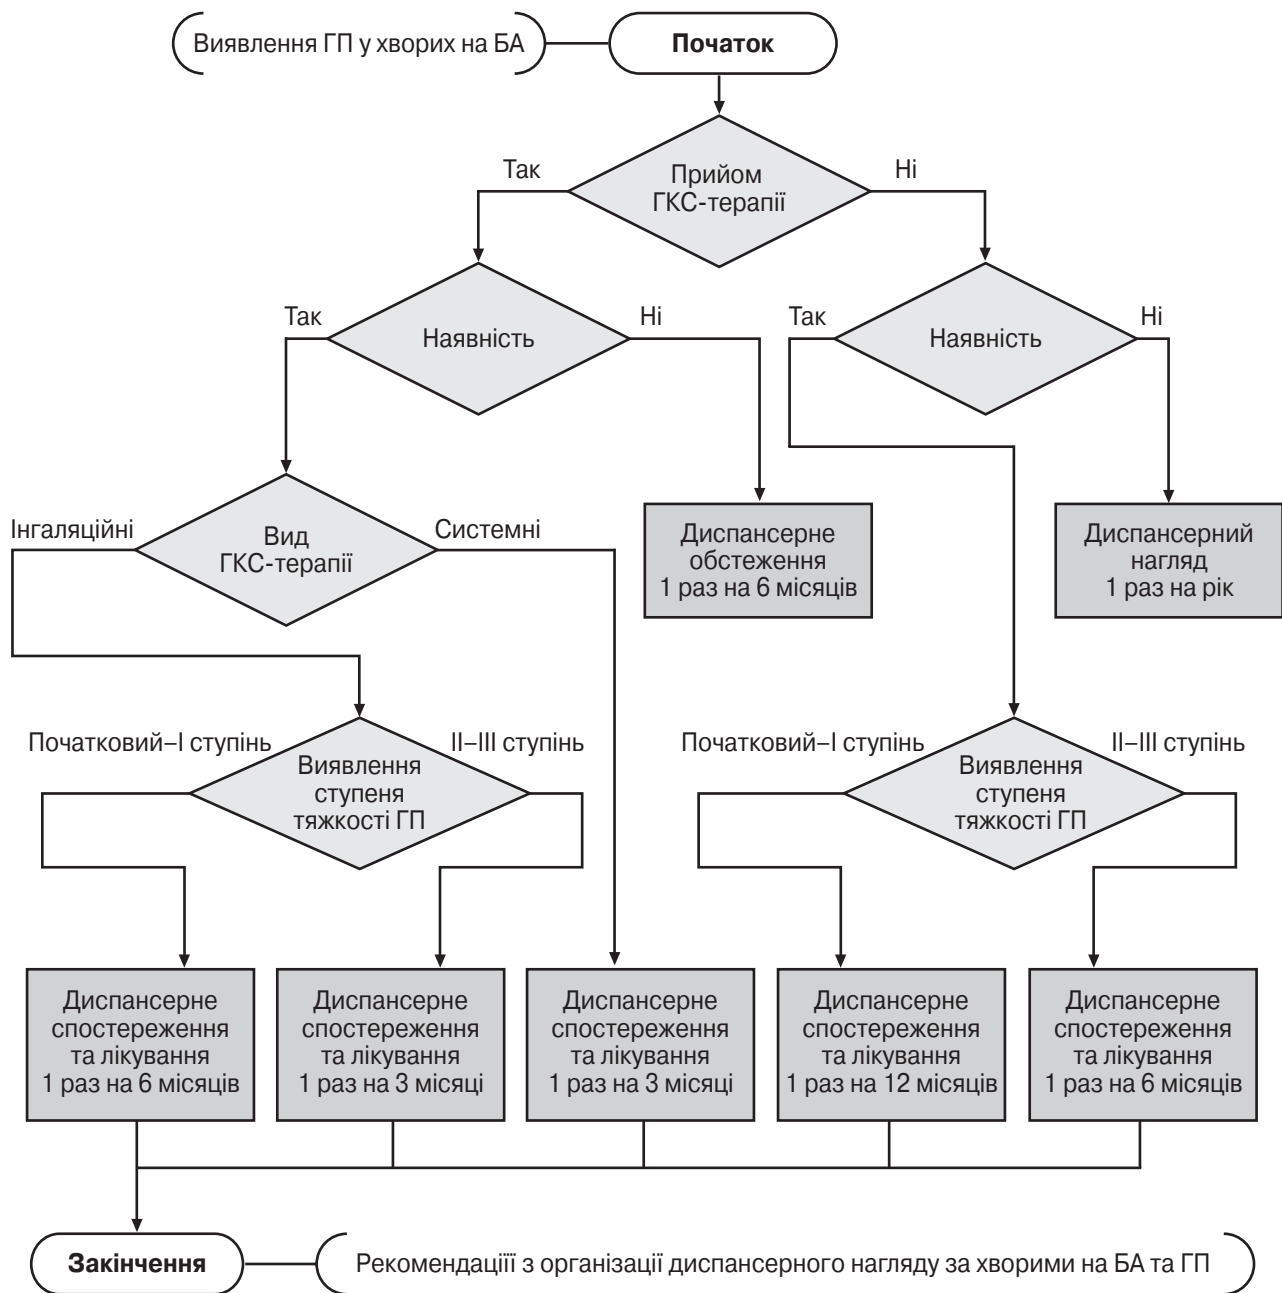 Виявлення ГП у хворих на БА
Початок
Так
Прийом
ГКС-терапії
Ні
Так
Наявність
Ні
Так
Наявність
Ні
Інгаляційні
Вид
ГКС-терапії
Системні
Диспансерне
обстеження
1 раз на 6 місяців
Диспансерний
нагляд
1 раз на рік
Початковий–I ступінь
II–III ступінь
Виявлення
ступеня
тяжкості ГП
Початковий–I ступінь
II–III ступінь
Виявлення
ступеня
тяжкості ГП
Диспансерне
спостереження
та лікування
1 раз на 6 місяців
Диспансерне
спостереження
та лікування
1 раз на 3 місяці
Диспансерне
спостереження
та лікування
1 раз на 3 місяці
Диспансерне
спостереження
та лікування
1 раз на 12 місяців
Диспансерне
спостереження
та лікування
1 раз на 6 місяців
Закінчення
Рекомендаціїї з організації диспансерного нагляду за хворими на БА та ГП